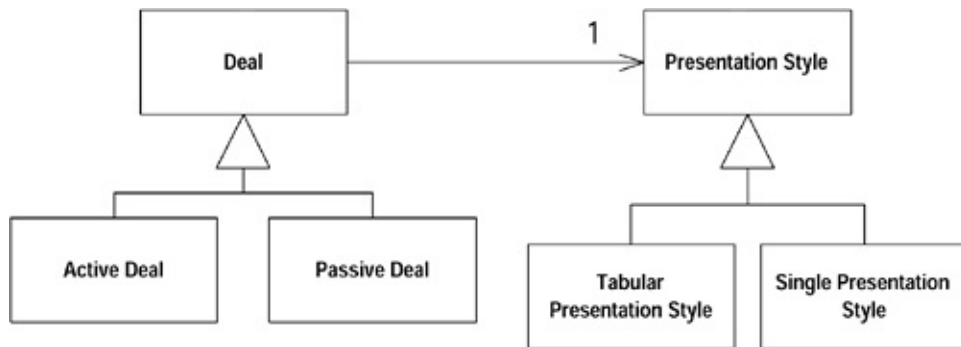 1
Deal
Presentation Style
Active Deal
Passive Deal
Tabular
Presentation Style
Single Presentation
Style